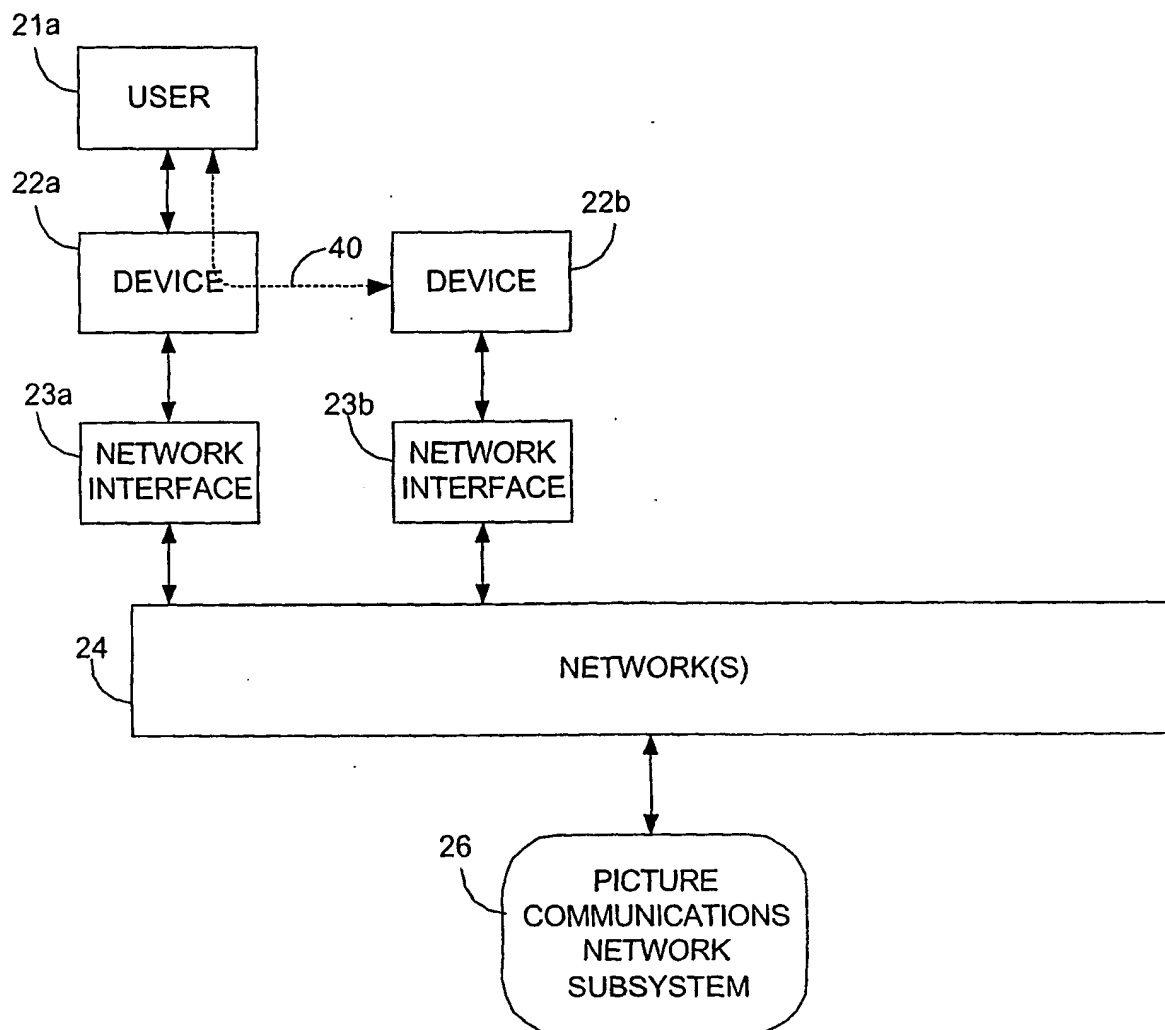 21a
USER
22a
22b
40
DEVICE
DEVICE
23a
23b
NETWORK
INTERFACE
NETWORK
INTERFACE
24
NETWORK(S)
26
PICTURE
COMMUNICATIONS
NETWORK
SUBSYSTEM